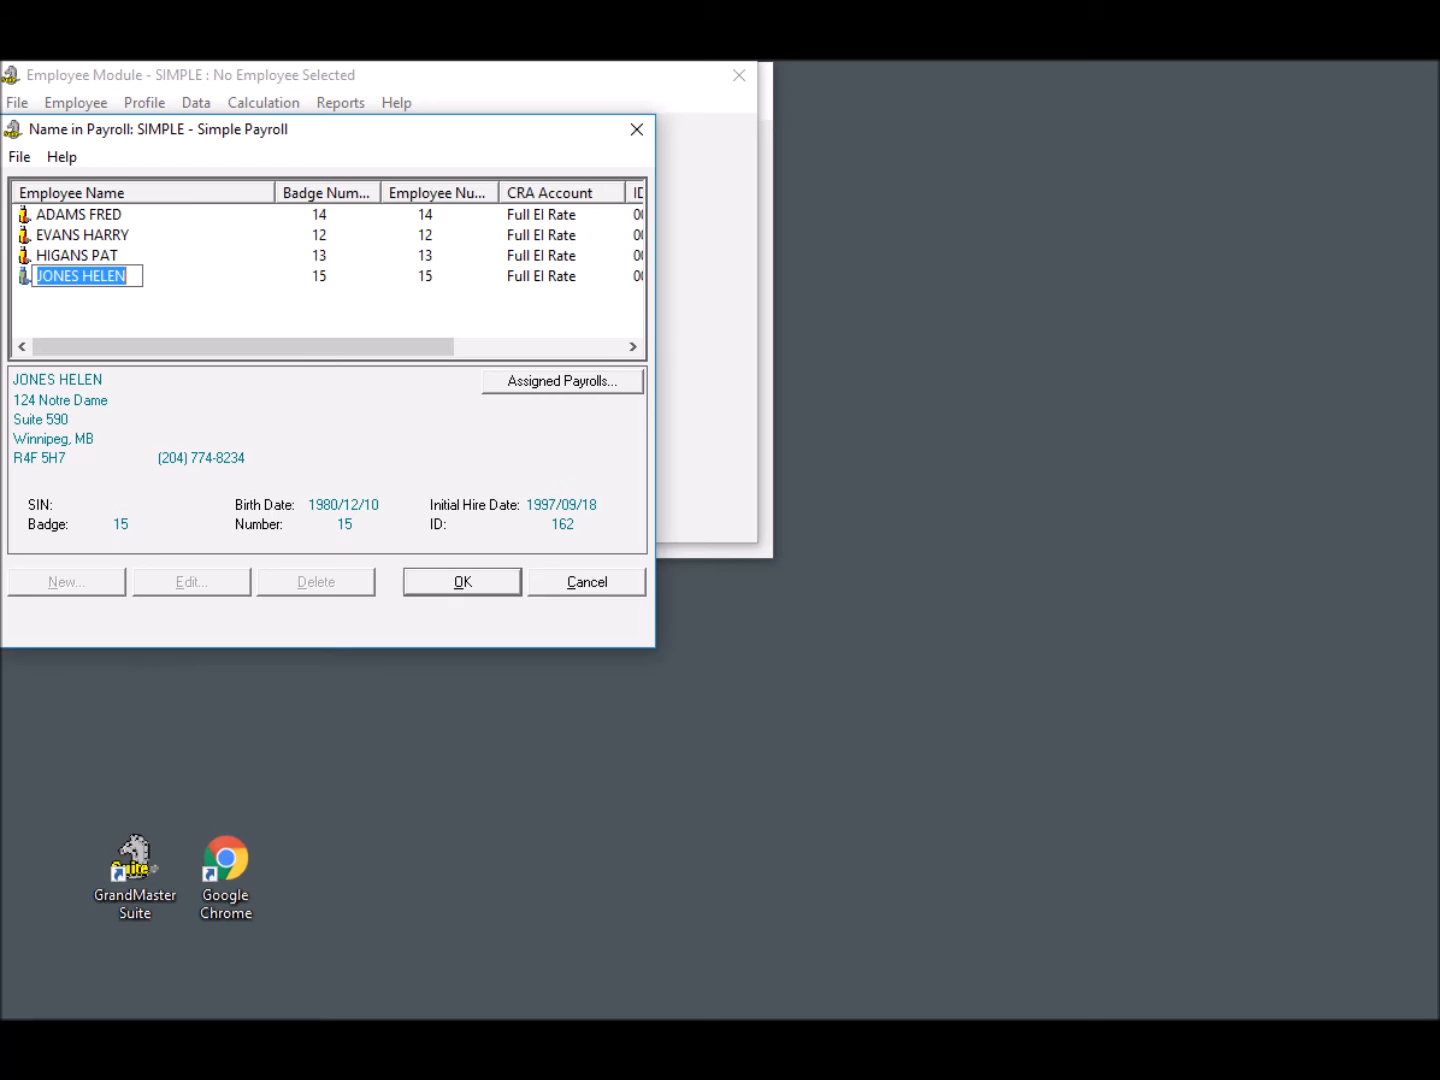 Employee Module - SIMPLE : No Employee Selected
File Employee Profile Data Calculation Reports Help
Name in Payroll: SIMPLE - Simple Payroll
File Help
Employee Name Badge Num... Employee Nu... CRA Account
ADAMS FRED 14 14 Full EI Rate
EVANS HARRY 12 12 Full EI Rate
HIGANS PAT 13 13 Full EI Rate
JONES HELEN 15 15 Full EI Rate
JONES HELEN Assigned Payrolls...
124 Notre Dame
Suite 590
Winnipeg, MB
R4F 5H7 (204) 774-8234
SIN: Birth Date: 1980/12/10 Initial Hire Date: 1997/09/18
Badge: 15 Number: 15 ID: 162
New... Edit... Delete OK Cancel
GrandMaster Suite
Google Chrome